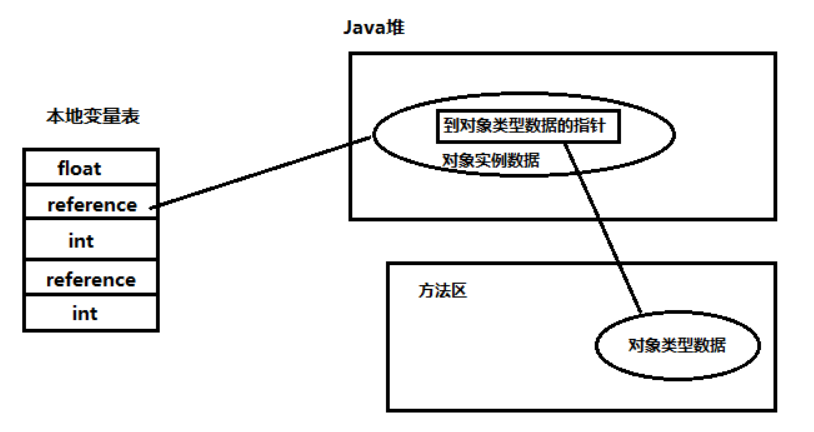 Java堆
本地变量表
float
reference
int
reference
int
到对象类型数据的指针
对象实例数据
方法区
对象类型数据